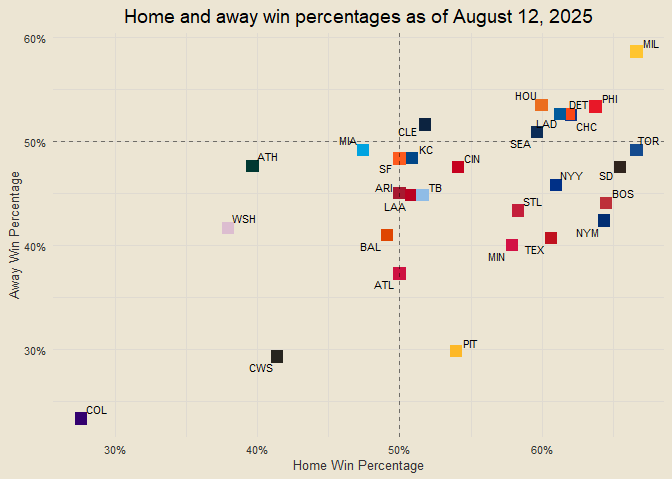 Home and away win percentages as of August 12, 2025
60%
MIL
HOU
DET
PHI
LAD
CHC
CLE
SEA
50%
MIA
KC
TOR
ATH
SF
CIN
SD
NYY
ARI
TB
BOS
LAA
STL
WSH
NYM
BAL
TEX
MIN
40%
ATL
PIT
CWS
30%
COL
Away Win Percentage
30%
40%
50%
60%
Home Win Percentage